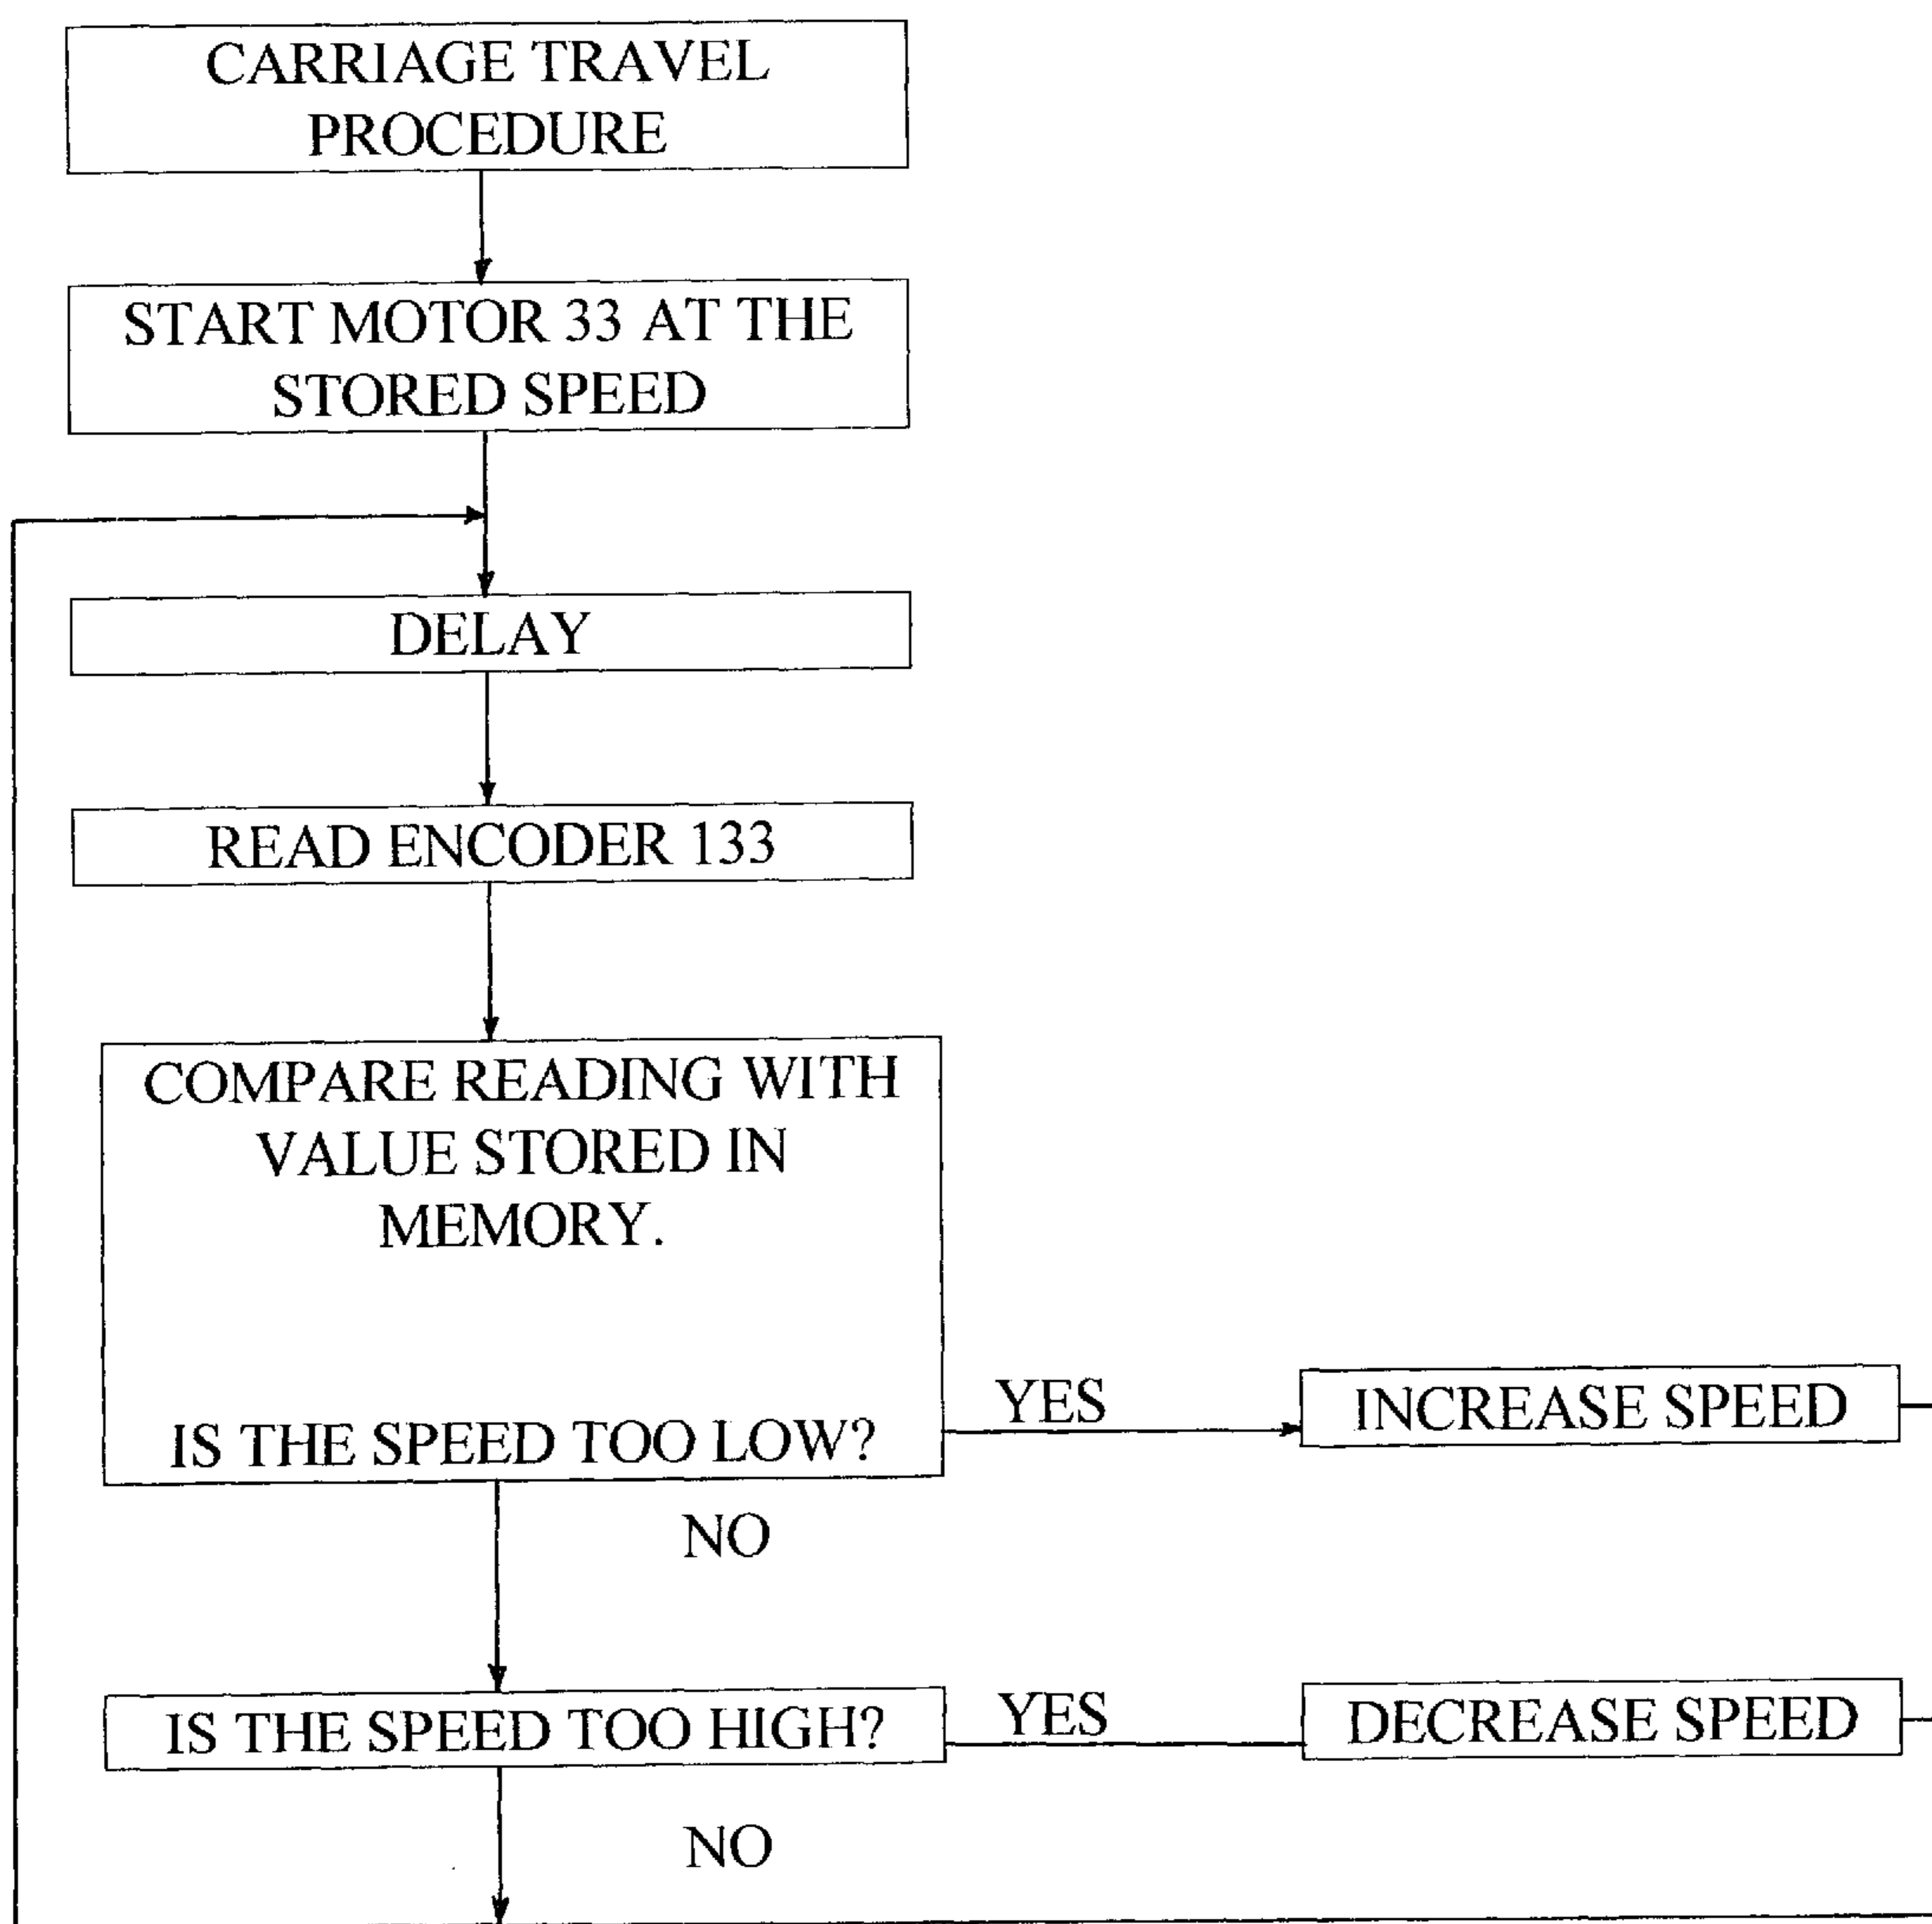 CARRIAGE TRAVEL
PROCEDURE
START MOTOR 33 AT THE
STORED SPEED
DELAY
READ ENCODER 133
COMPARE READING WITH
VALUE STORED IN
MEMORY.
IS THE SPEED TOO LOW?
YES
INCREASE SPEED
NO
IS THE SPEED TOO HIGH?
YES
DECREASE SPEED
NO